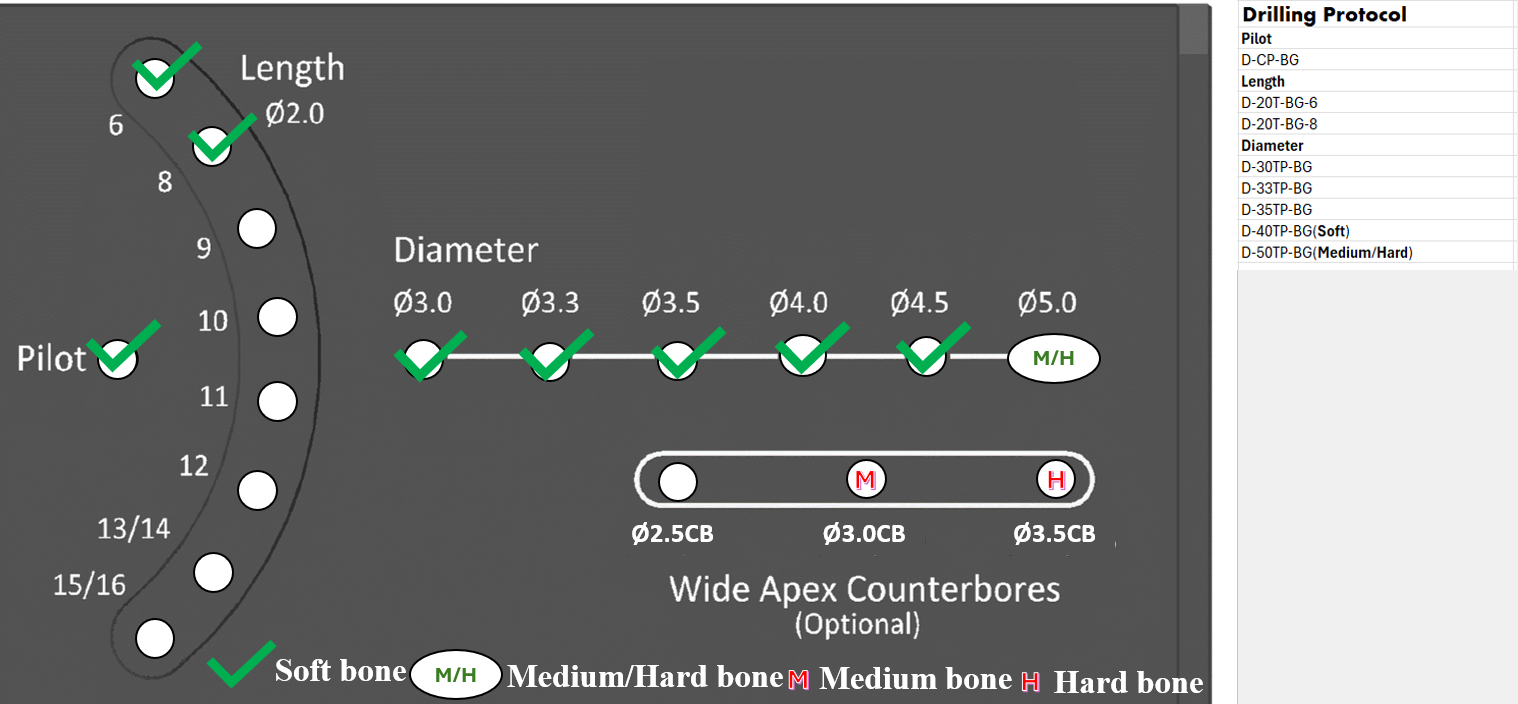 Length
Ø2.0
6
8
9
10
11
12
13/14
15/16
Pilot
Diameter
Ø3.0 Ø3.3 Ø3.5 Ø4.0 Ø4.5 Ø5.0
M/H
M H
Ø2.5CB Ø3.0CB Ø3.5CB
Wide Apex Counterbores
(Optional)
Soft bone M/H Medium/Hard bone M Medium bone H Hard bone
Drilling Protocol
Pilot
D-CP-BG
Length
D-20T-BG-6
D-20T-BG-8
Diameter
D-30TP-BG
D-33TP-BG
D-35TP-BG
D-40TP-BG(Soft)
D-50TP-BG(Medium/Hard)